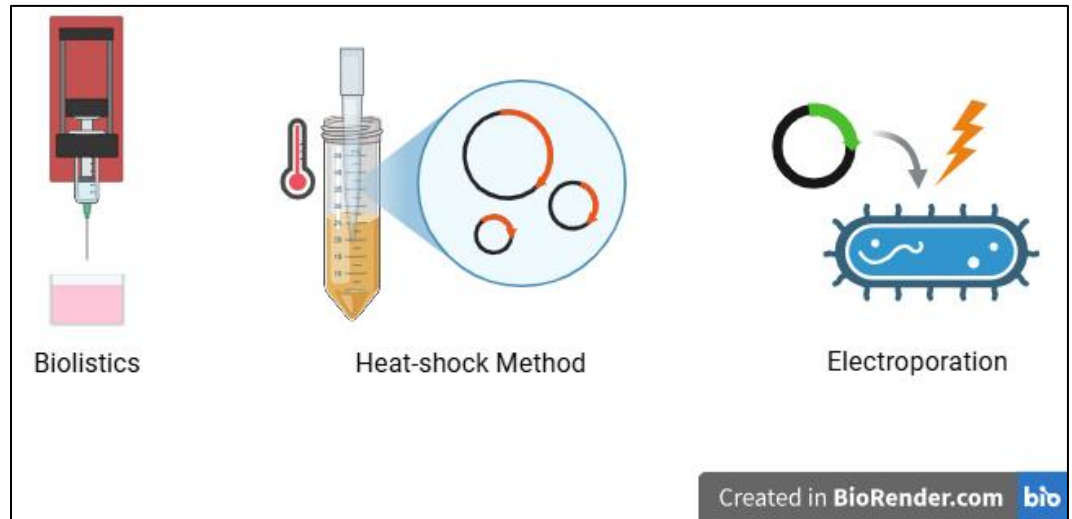 Biolistics
Heat-shock Method
Electroporation
Created in BioRender.com bio